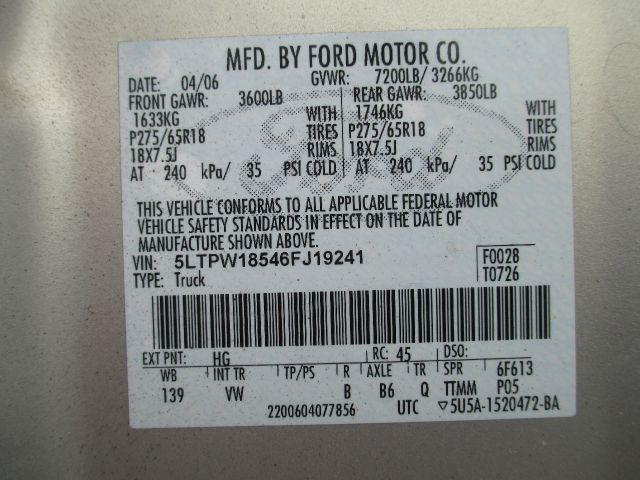 MFD. BY FORD MOTOR CO.
DATE: 04/06 GVWR: 7200LB/ 3266KG
FRONT GAWR: 3600LB REAR GAWR: 3850LB
1633KG WITH 1746KG WITH
P275/65R18 TIRES P275/65R18 TIRES
18X7.5J RIMS 18X7.5J RIMS
AT 240 kPa/ 35 PSI COLD AT 240 kPa/ 35 PSI COLD
Ford
THIS VEHICLE CONFORMS TO ALL APPLICABLE FEDERAL MOTOR
VEHICLE SAFETY STANDARDS IN EFFECT ON THE DATE OF
MANUFACTURE SHOWN ABOVE.
VIN: 5LTPW18546FJ19241 F0028
TYPE: Truck T0726
EXT PNT: HG RC: 45 DSO:
WB INT TR TP/PS R AXLE TR SPR 6F613
139 VW B B6 Q TTMM P05
2200604077856 UTC ▽5U5A-1520472-BA